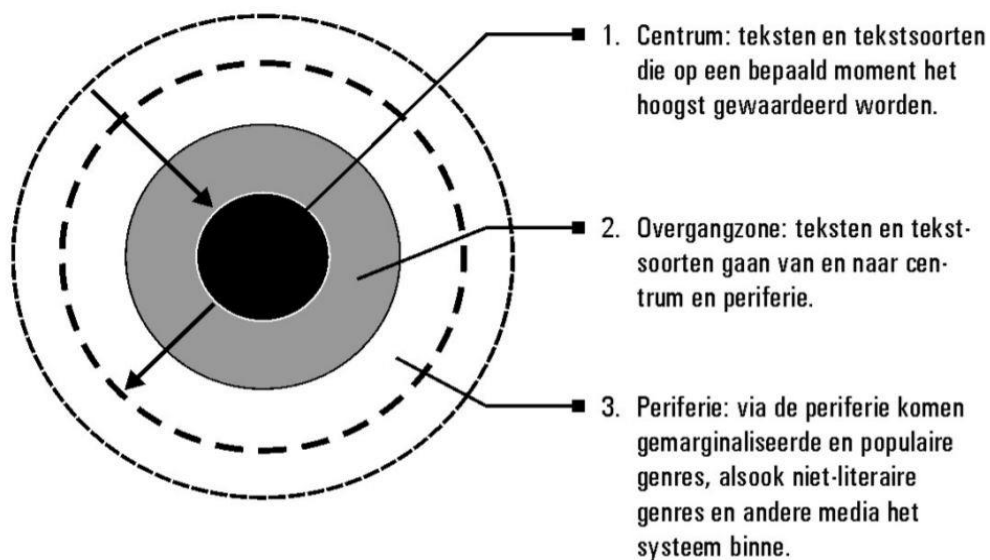 1. Centrum: teksten en tekstsoorten
die op een bepaald moment het
hoogst gewaardeerd worden.
2. Overgangzone: teksten en tekst-
soorten gaan van en naar cen-
trum en periferie.
3. Periferie: via de periferie komen
gemarginaliseerde en populaire
genres, alsook niet-literaire
genres en andere media het
systeem binne.